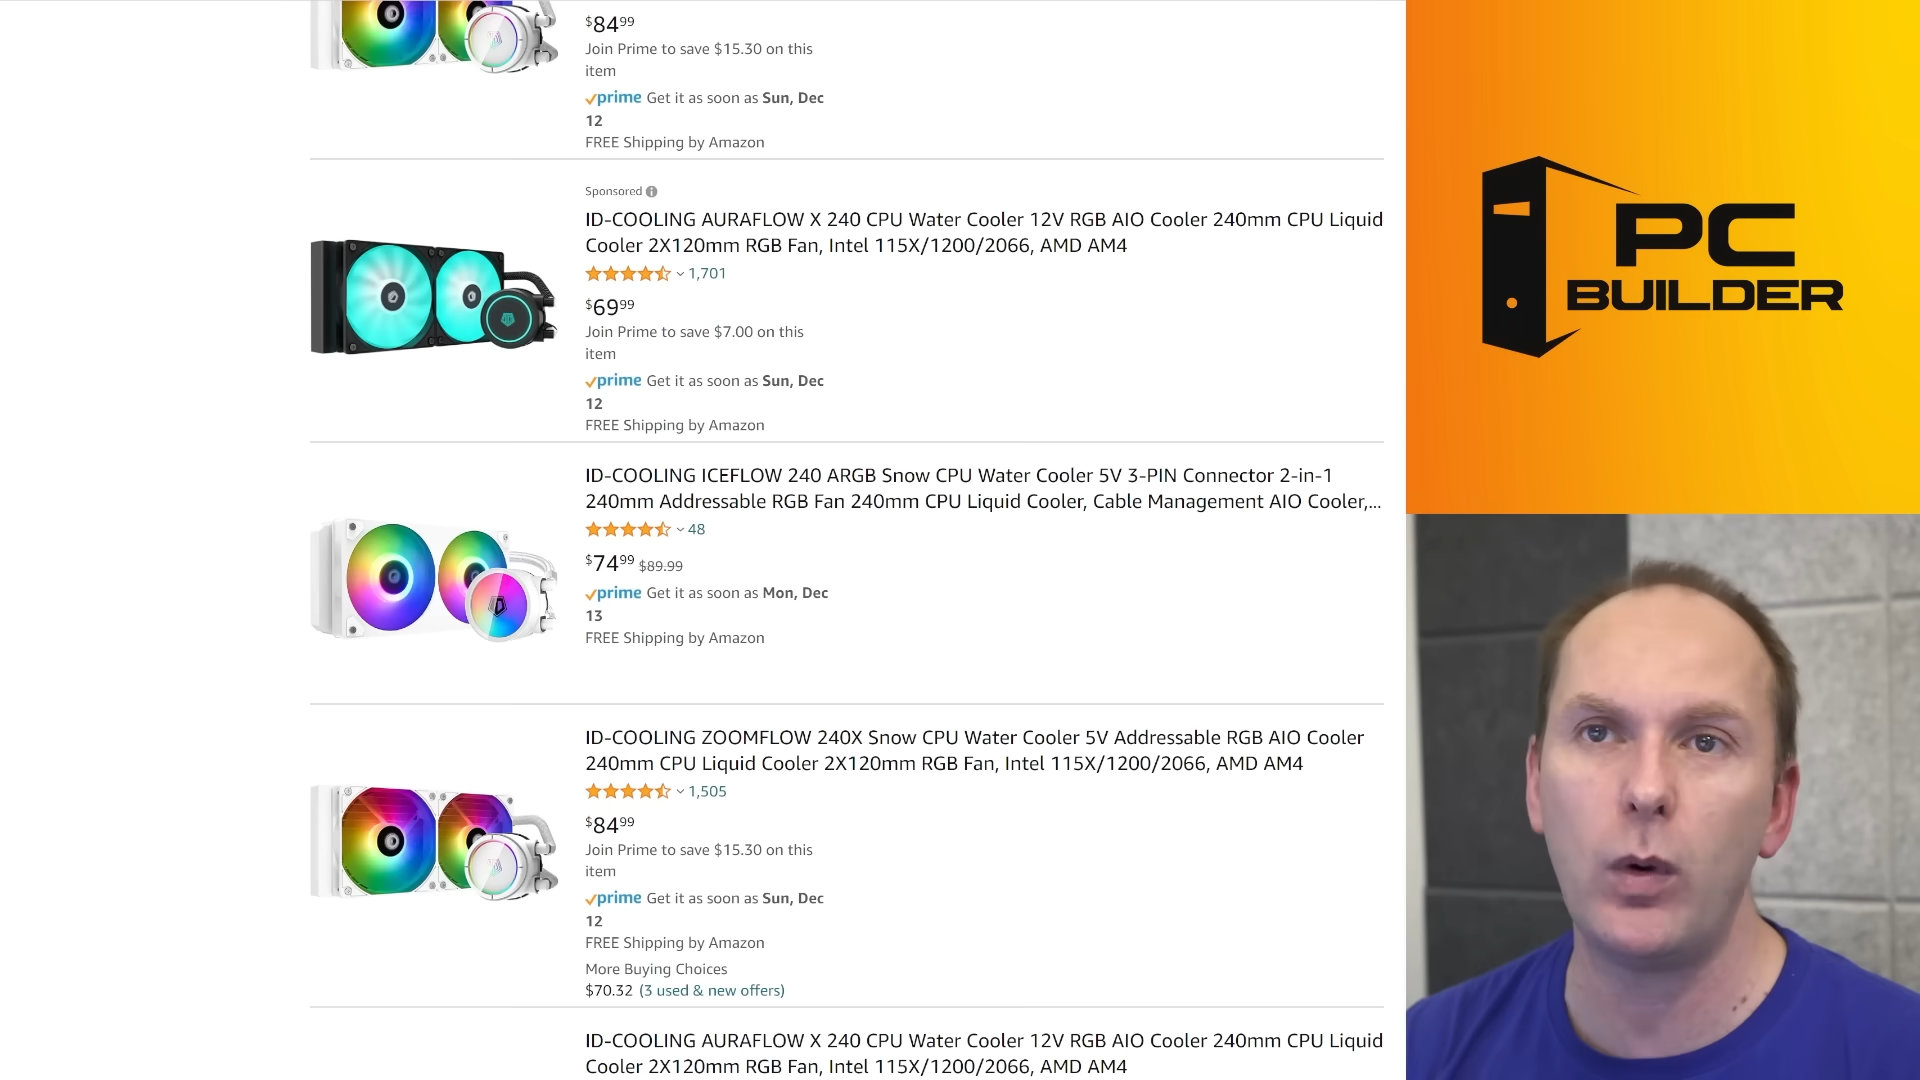 $84.99
Join Prime to save $15.30 on this
item
prime Get it as soon as Sun, Dec
12
FREE Shipping by Amazon
Sponsored
ID-COOLING AURAFLOW X 240 CPU Water Cooler 12V RGB AIO Cooler 240mm CPU Liquid
Cooler 2X120mm RGB Fan, Intel 115X/1200/2066, AMD AM4
1,701
$69.99
Join Prime to save $7.00 on this
item
prime Get it as soon as Sun, Dec
12
FREE Shipping by Amazon
ID-COOLING ICEFLOW 240 ARGB Snow CPU Water Cooler 5V 3-PIN Connector 2-in-1
240mm Addressable RGB Fan 240mm CPU Liquid Cooler, Cable Management AIO Cooler,...
48
$74.99 $89.99
prime Get it as soon as Mon, Dec
13
FREE Shipping by Amazon
ID-COOLING ZOOMFLOW 240X Snow CPU Water Cooler 5V Addressable RGB AIO Cooler
240mm CPU Liquid Cooler 2X120mm RGB Fan, Intel 115X/1200/2066, AMD AM4
1,505
$84.99
Join Prime to save $15.30 on this
item
prime Get it as soon as Sun, Dec
12
FREE Shipping by Amazon
More Buying Choices
$70.32 (3 used & new offers)
ID-COOLING AURAFLOW X 240 CPU Water Cooler 12V RGB AIO Cooler 240mm CPU Liquid
Cooler 2X120mm RGB Fan, Intel 115X/1200/2066, AMD AM4
PC
BUILDER